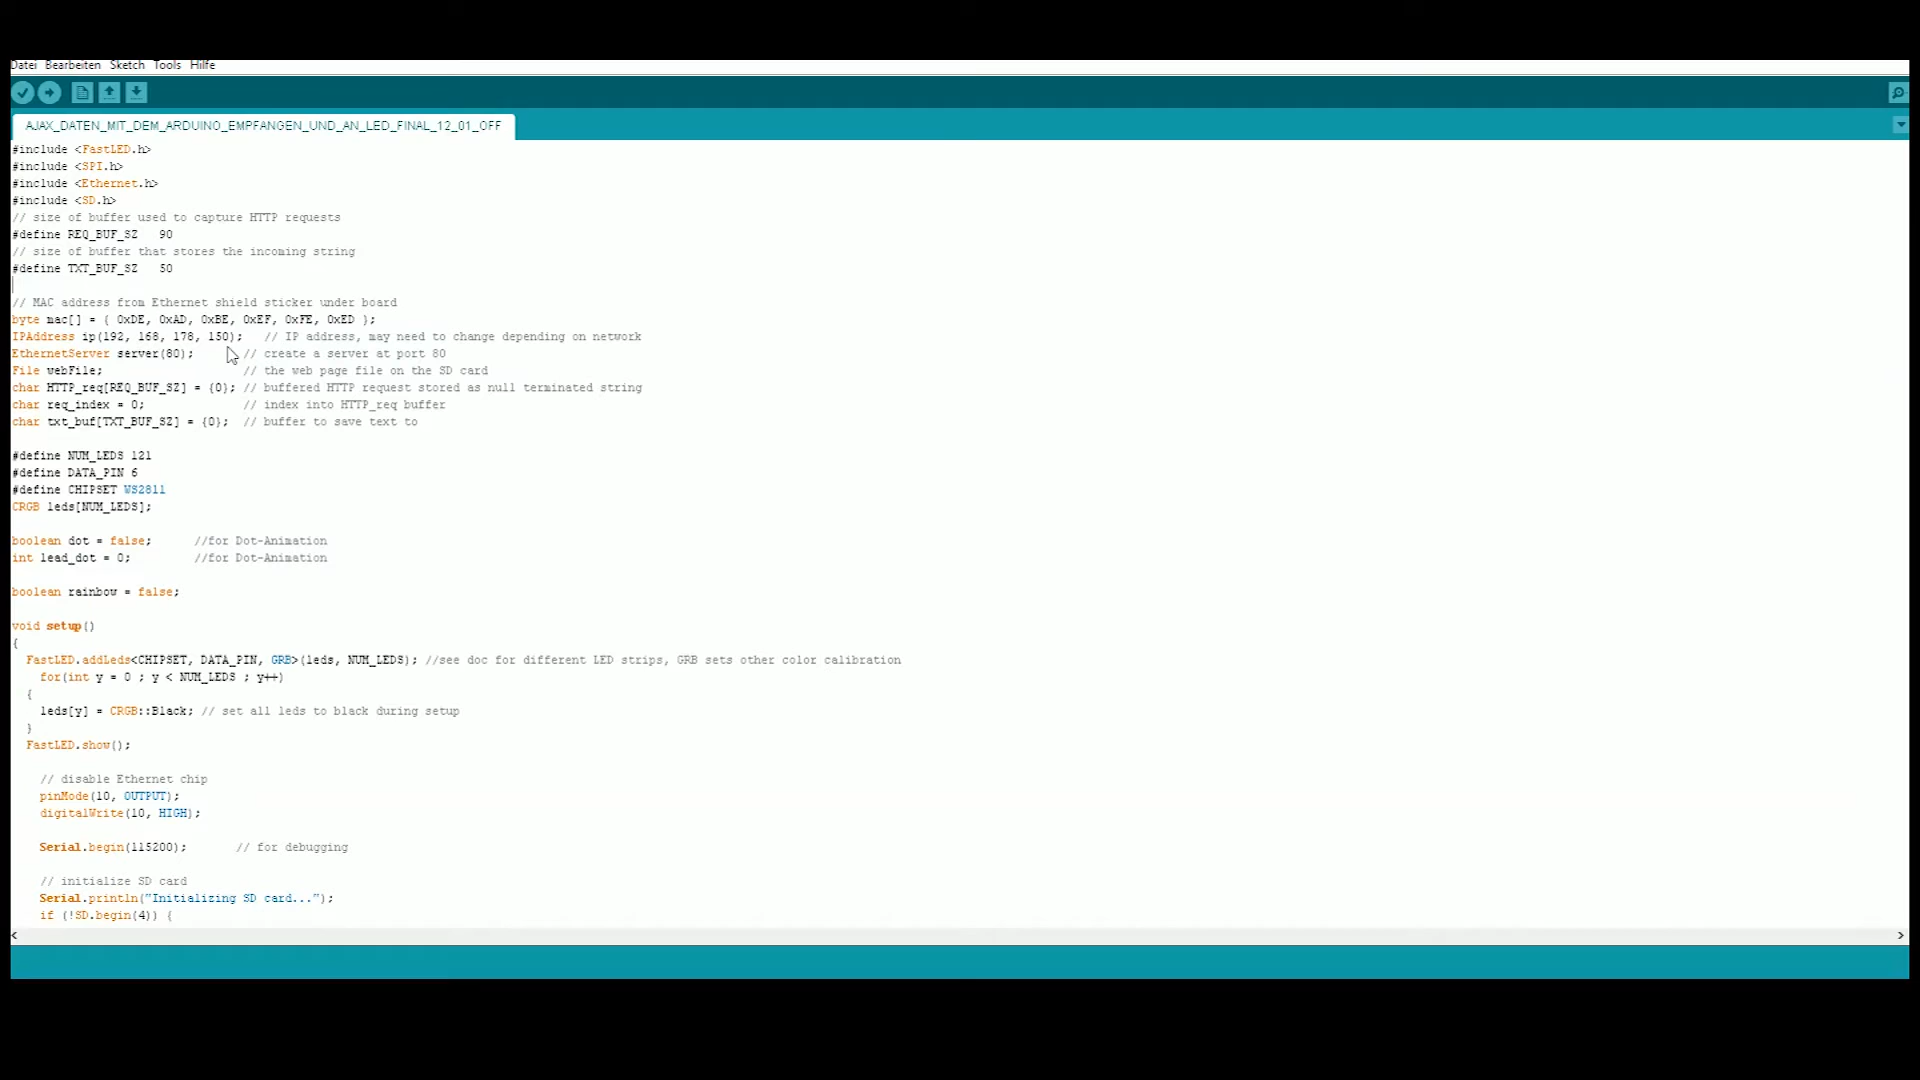 Datei Bearbeiten Sketch Tools Hilfe
AJAX_DATEN_MIT_DEM_ARDUINO_EMPFANGEN_UND_AN_LED_FINAL_12_01_OFF
#include <FastLED.h>
#include <SPI.h>
#include <Ethernet.h>
#include <SD.h>
// size of buffer used to capture HTTP requests
#define REQ_BUF_SZ   90
// size of buffer that stores the incoming string
#define TXT_BUF_SZ   50
// MAC address from Ethernet shield sticker under board
byte mac[] = { 0xDE, 0xAD, 0xBE, 0xEF, 0xFE, 0xED };
IPAddress ip(192, 168, 178, 150);   // IP address, may need to change depending on network
EthernetServer server(80);       // create a server at port 80
File webFile;                    // the web page file on the SD card
char HTTP_req[REQ_BUF_SZ] = {0}; // buffered HTTP request stored as null terminated string
char req_index = 0;              // index into HTTP_req buffer
char txt_buf[TXT_BUF_SZ] = {0};  // buffer to save text to
#define NUM_LEDS 121
#define DATA_PIN 6
#define CHIPSET WS2811
CRGB leds[NUM_LEDS];
boolean dot = false;      //for Dot-Animation
int lead_dot = 0;         //for Dot-Animation
boolean rainbow = false;
void setup()
{
  FastLED.addLeds<CHIPSET, DATA_PIN, GRB>(leds, NUM_LEDS); //see doc for different LED strips, GRB sets other color calibration
    for(int y = 0 ; y < NUM_LEDS ; y++)
  {
    leds[y] = CRGB::Black; // set all leds to black during setup
  }
  FastLED.show();
    // disable Ethernet chip
    pinMode(10, OUTPUT);
    digitalWrite(10, HIGH);
    Serial.begin(115200);       // for debugging
    // initialize SD card
    Serial.println("Initializing SD card...");
    if (!SD.begin(4)) {